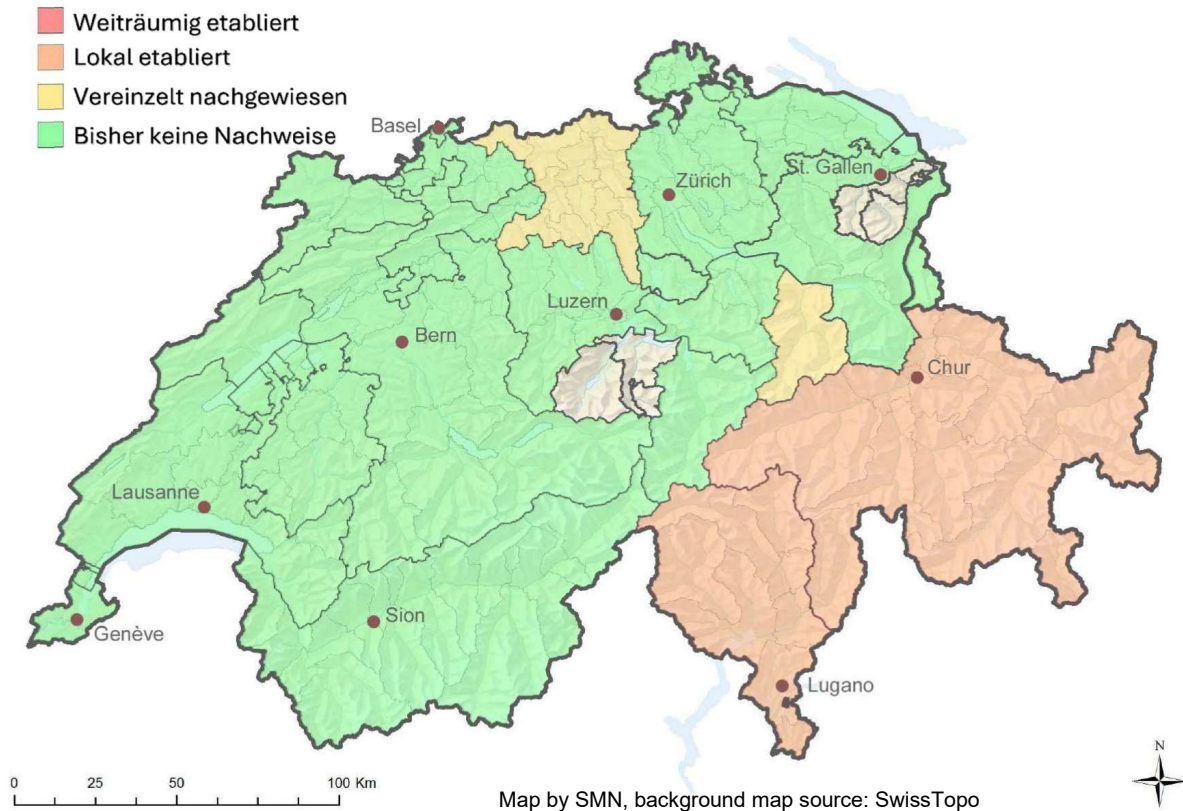 Weiträumig etabliert
Lokal etabliert
Vereinzelt nachgewiesen
Bisher keine Nachweise
Basel
Zürich
St. Gallen
Luzern
Bern
Chur
Lausanne
Sion
Genève
Lugano
N
0 25 50 100 Km
Map by SMN, background map source: SwissTopo